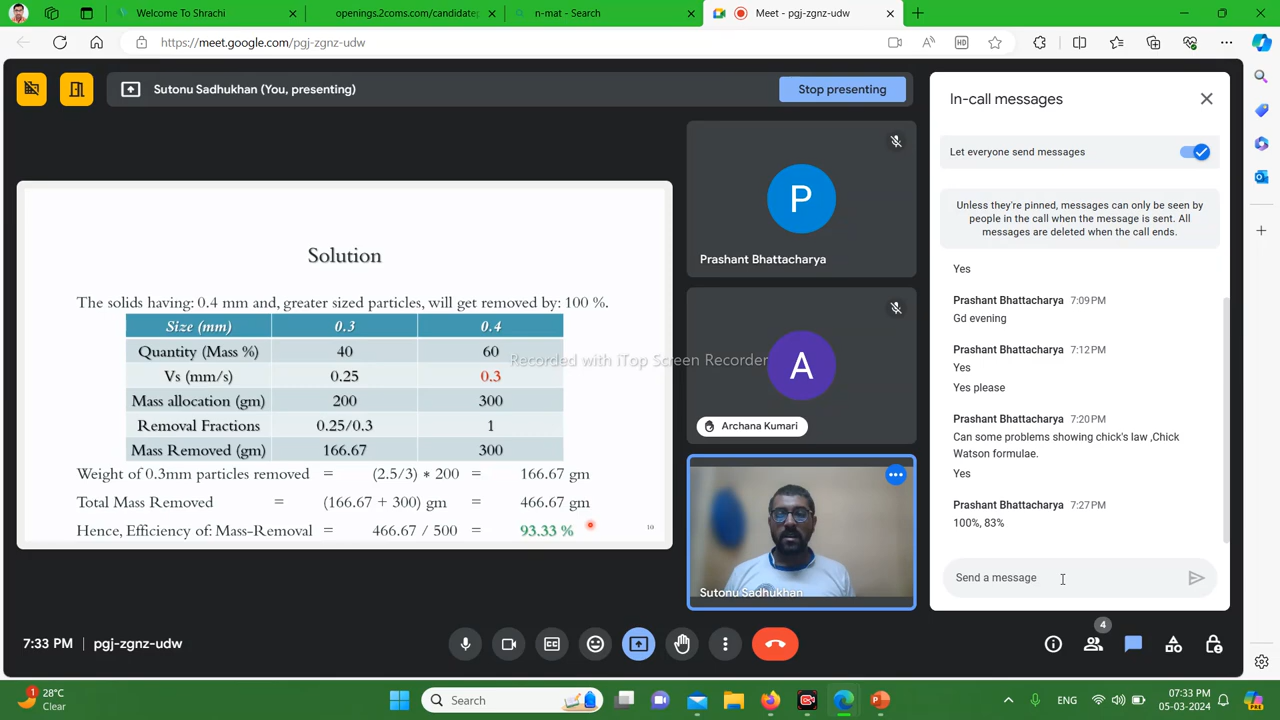 Welcome To Shrachi
openings.2coms.com/candidate
n-mat - Search
Meet - pgj-zgnz-udw
https://meet.google.com/pgj-zgnz-udw
Sutonu Sadhukhan (You, presenting)
Stop presenting
Solution
The solids having: 0.4 mm and, greater sized particles, will get removed by: 100 %.
Size (mm) 0.3 0.4
Quantity (Mass %) 40 60
Vs (mm/s) 0.25 0.3
Mass allocation (gm) 200 300
Removal Fractions 0.25/0.3 1
Mass Removed (gm) 166.67 300
Weight of 0.3mm particles removed = (2.5/3) * 200 = 166.67 gm
Total Mass Removed = (166.67 + 300) gm = 466.67 gm
Hence, Efficiency of: Mass-Removal = 466.67 / 500 = 93.33 %
10
Recorded with iTop Screen Recorder
P
Prashant Bhattacharya
A
Archana Kumari
Sutonu Sadhukhan
In-call messages
Let everyone send messages
Unless they're pinned, messages can only be seen by
people in the call when the message is sent. All
messages are deleted when the call ends.
Yes
Prashant Bhattacharya 7:09 PM
Gd evening
Prashant Bhattacharya 7:12 PM
Yes
Yes please
Prashant Bhattacharya 7:20 PM
Can some problems showing chick's law ,Chick
Watson formulae.
Yes
Prashant Bhattacharya 7:27 PM
100%, 83%
Send a message
7:33 PM | pgj-zgnz-udw
4
1
28°C
Clear
Search
ENG
07:33 PM
05-03-2024